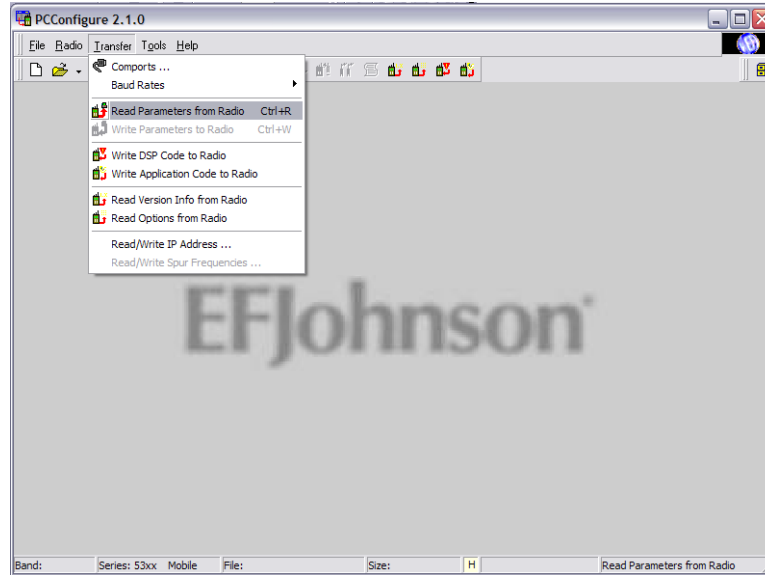 PCConfigure 2.1.0
File Radio Transfer Tools Help
Comports ...
Baud Rates
Read Parameters from Radio Ctrl+R
Write Parameters to Radio Ctrl+W
Write DSP Code to Radio
Write Application Code to Radio
Read Version Info from Radio
Read Options from Radio
Read/Write IP Address ...
Read/Write Spur Frequencies ...
EFJohnson
Band: Series: 53xx Mobile File: Size: H Read Parameters from Radio